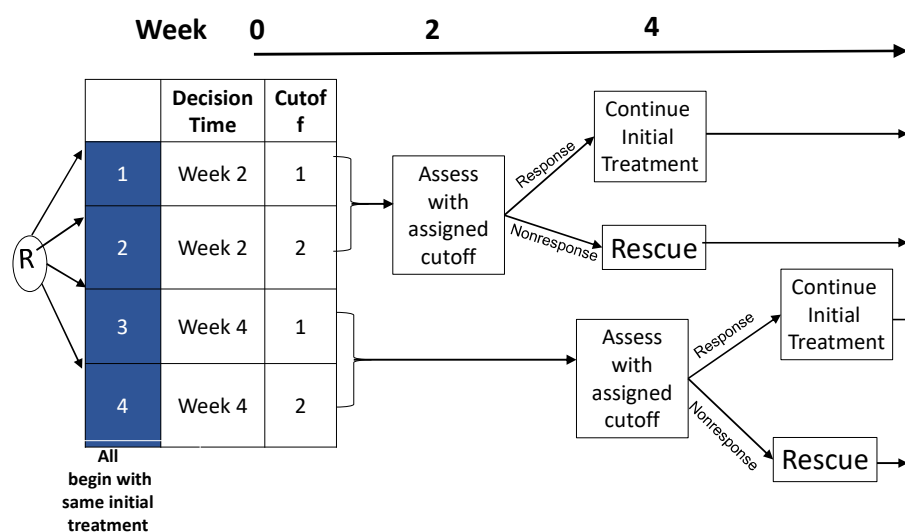 Week 0 2 4
Decision
Time
Cutof
f
1 Week 2 1
2 Week 2 2
3 Week 4 1
4 Week 4 2
R
All
begin with
same initial
treatment
Assess
with
assigned
cutoff
Response
Nonresponse
Continue
Initial
Treatment
Rescue
Assess
with
assigned
cutoff
Response
Nonresponse
Continue
Initial
Treatment
Rescue